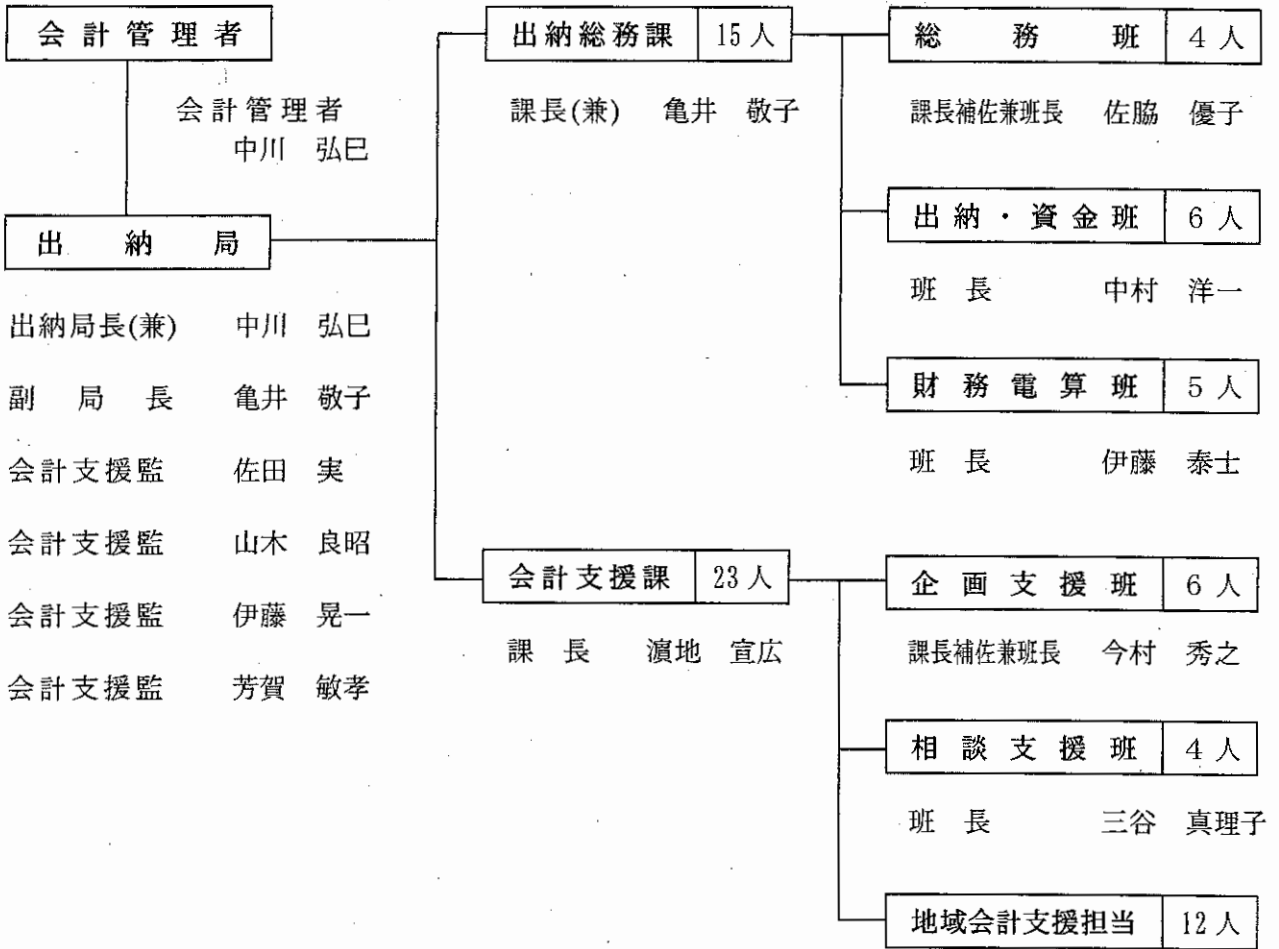 会計管理者
会計管理者
中川 弘巳
出納局
出納局長(兼) 中川 弘巳
副局長 亀井 敬子
会計支援監 佐田 実
会計支援監 山木 良昭
会計支援監 伊藤 晃一
会計支援監 芳賀 敏孝
出納総務課 15人
課長(兼) 亀井 敬子
総務班 4人
課長補佐兼班長 佐脇 優子
出納・資金班 6人
班長 中村 洋一
財務電算班 5人
班長 伊藤 泰士
会計支援課 23人
課長 濵地 宣広
企画支援班 6人
課長補佐兼班長 今村 秀之
相談支援班 4人
班長 三谷 真理子
地域会計支援担当 12人